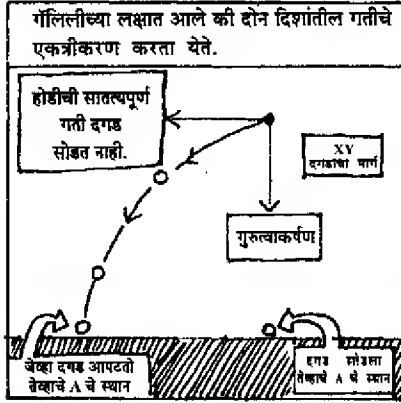 गॅलिलीच्या लक्षात आले की दोन दिशांतील गतीचे
एकत्रीकरण करता येते.
होडीची सातत्यपूर्ण
गती दगड
सोडत नाही.
XY
दगडाचा मार्ग
गुरुत्वाकर्षण
जेव्हा दगड आपटतो
तेव्हाचे A चे स्थान
दगड सोडला
तेव्हाचे A चे स्थान